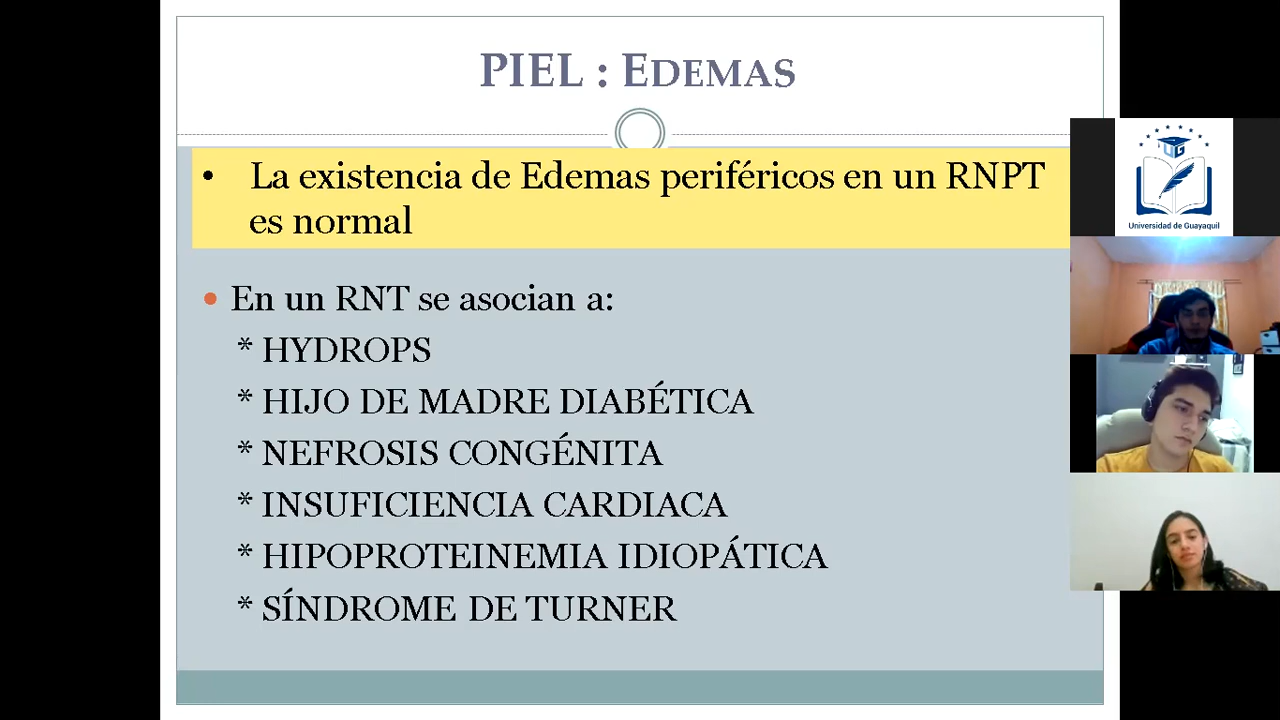 PIEL : EDEMAS
• La existencia de Edemas periféricos en un RNPT
es normal
• En un RNT se asocian a:
* HYDROPS
* HIJO DE MADRE DIABÉTICA
* NEFROSIS CONGÉNITA
* INSUFICIENCIA CARDIACA
* HIPOPROTEINEMIA IDIOPÁTICA
* SÍNDROME DE TURNER
UG
Universidad de Guayaquil